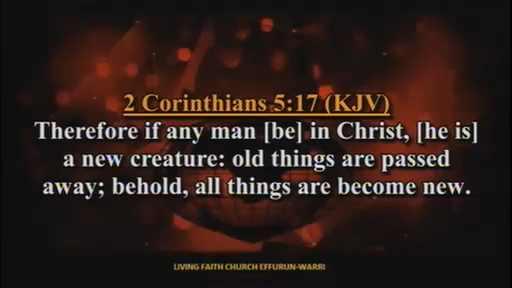 2 Corinthians 5:17 (KJV)
Therefore if any man [be] in Christ, [he is]
a new creature: old things are passed
away; behold, all things are become new.
LIVING FAITH CHURCH EFFURUN-WARRI